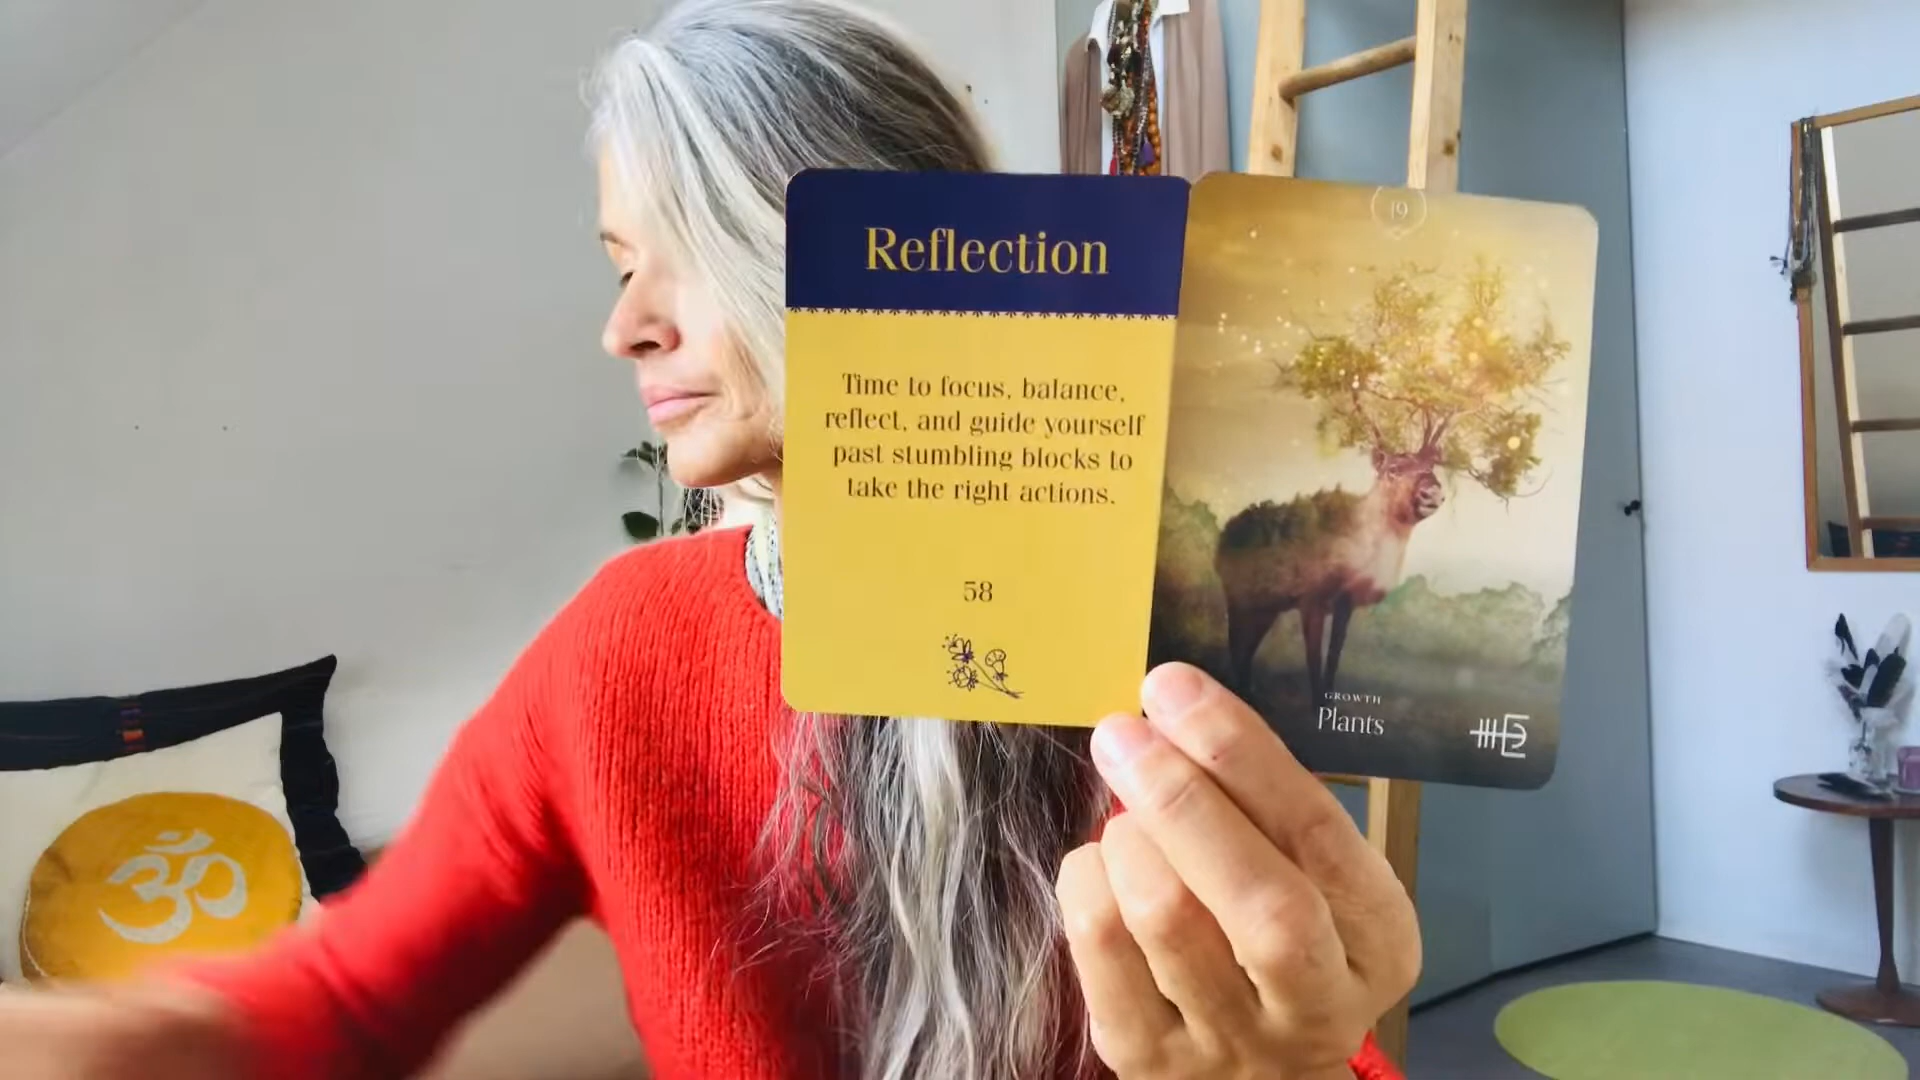 Reflection
Time to focus, balance,
reflect, and guide yourself
past stumbling blocks to
take the right actions.
58
19
GROWTH
Plants
ॐ